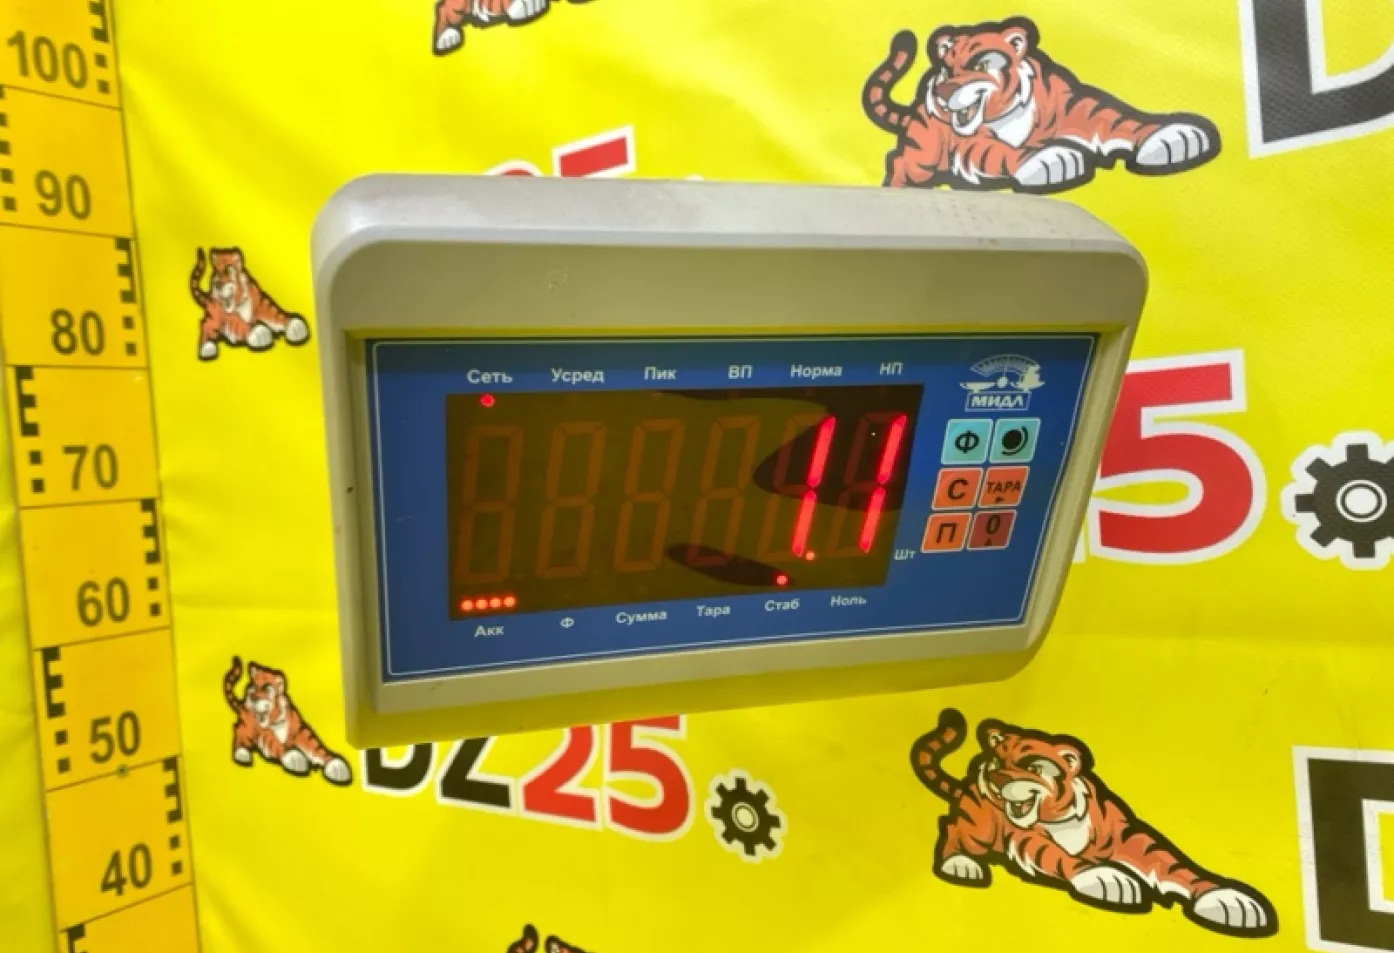 100
90
80
70
60
50
40
Сеть Усред Пик ВП Норма НП
МИДЛ
1.1
Ф
С ТАРА
П 0
Шт
Акк Ф Сумма Тара Стаб Ноль
DZ25